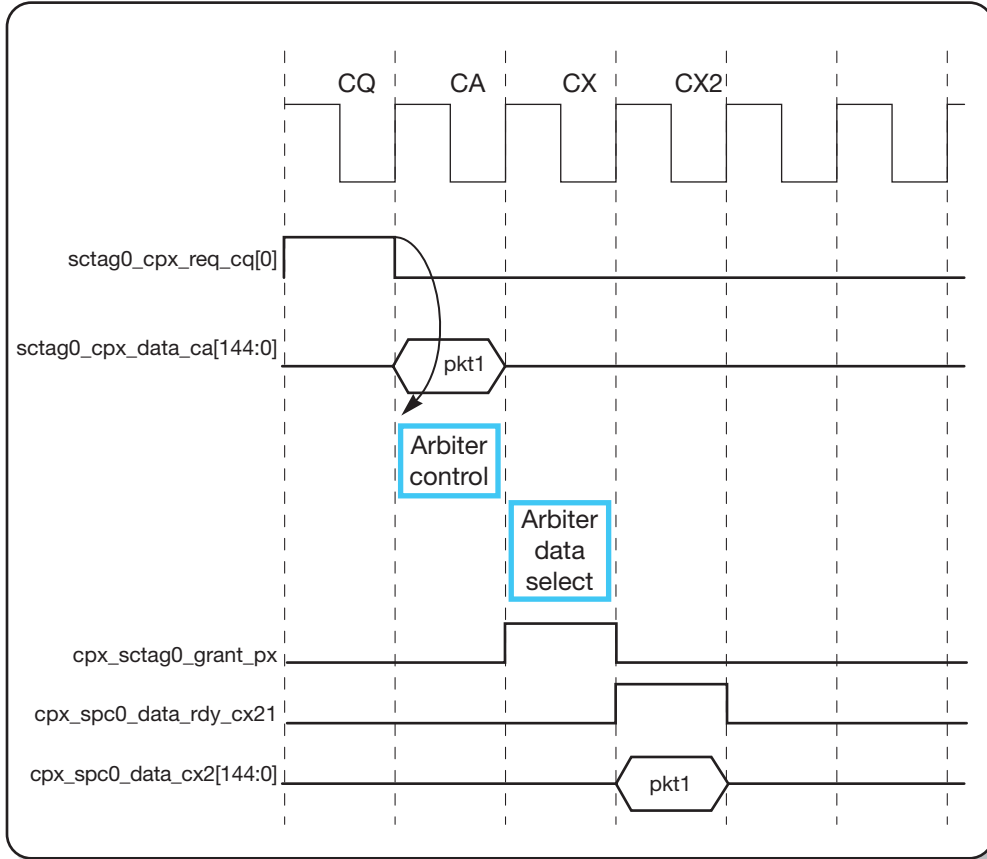 CQ CA CX CX2
sctag0_cpx_req_cq[0]
sctag0_cpx_data_ca[144:0]
pkt1
Arbiter
control
Arbiter
data
select
cpx_sctag0_grant_px
cpx_spc0_data_rdy_cx21
cpx_spc0_data_cx2[144:0]
pkt1